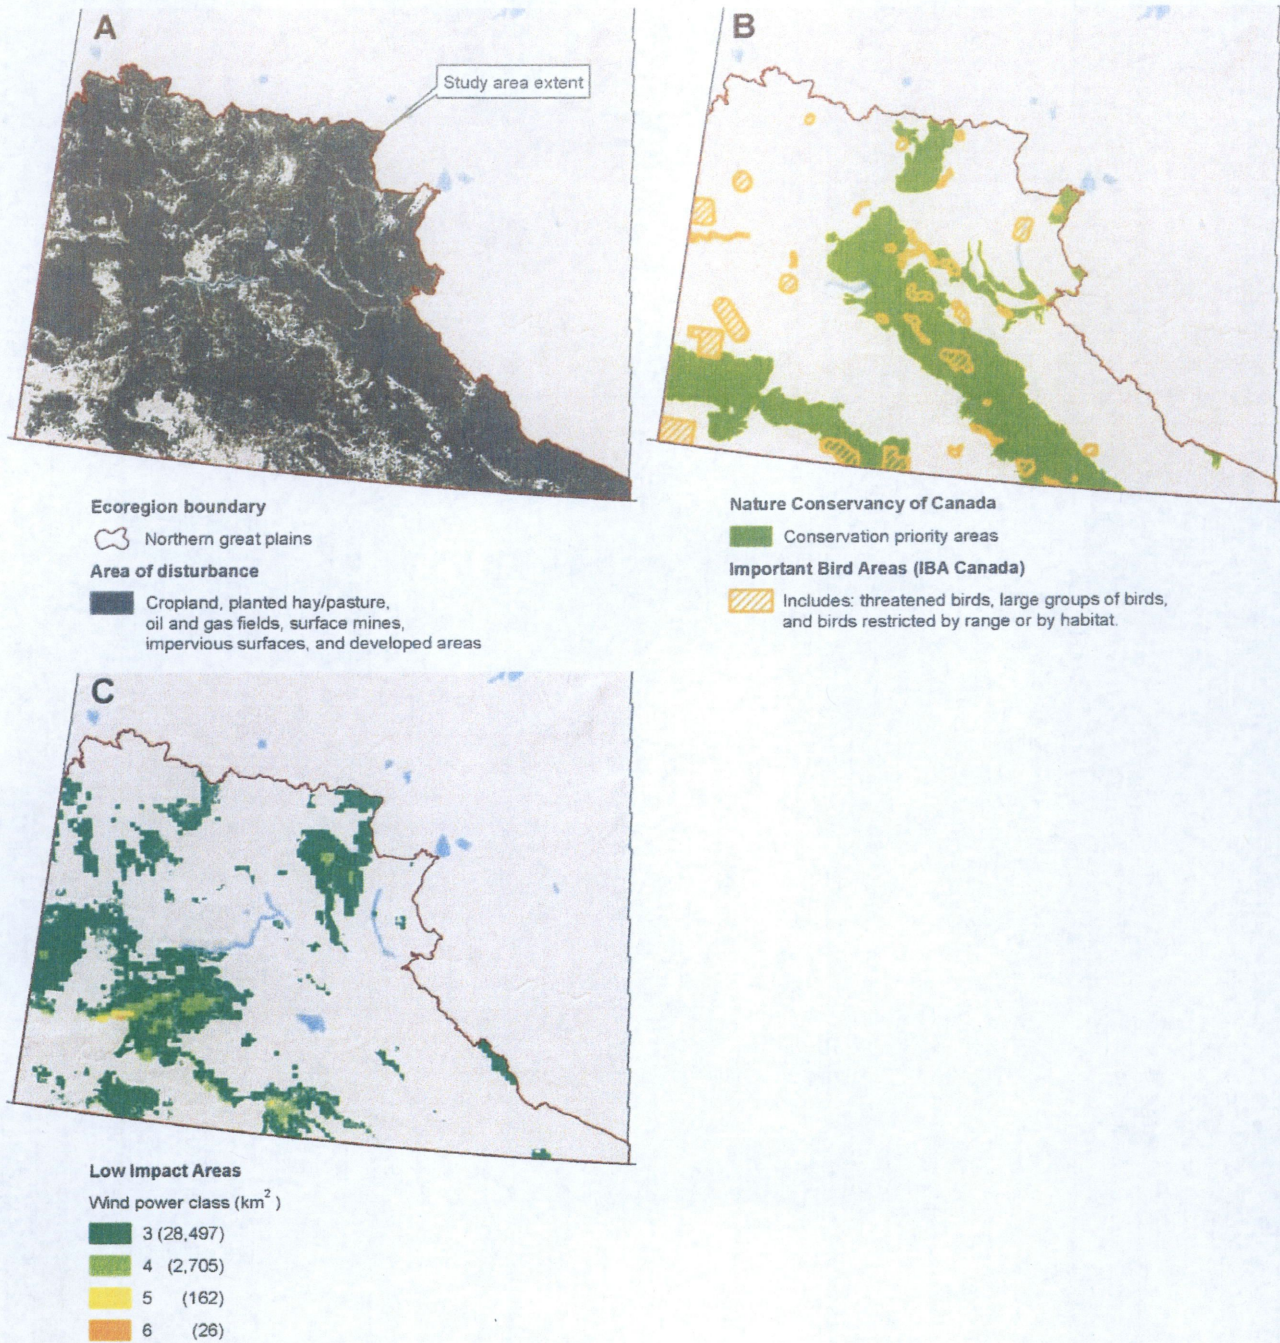 A
Study area extent
Ecoregion boundary
Northern great plains
Area of disturbance
Cropland, planted hay/pasture,
oil and gas fields, surface mines,
impervious surfaces, and developed areas
B
Nature Conservancy of Canada
Conservation priority areas
Important Bird Areas (IBA Canada)
Includes: threatened birds, large groups of birds,
and birds restricted by range or by habitat.
C
Low Impact Areas
Wind power class (km²)
3 (28,497)
4 (2,705)
5 (162)
6 (26)